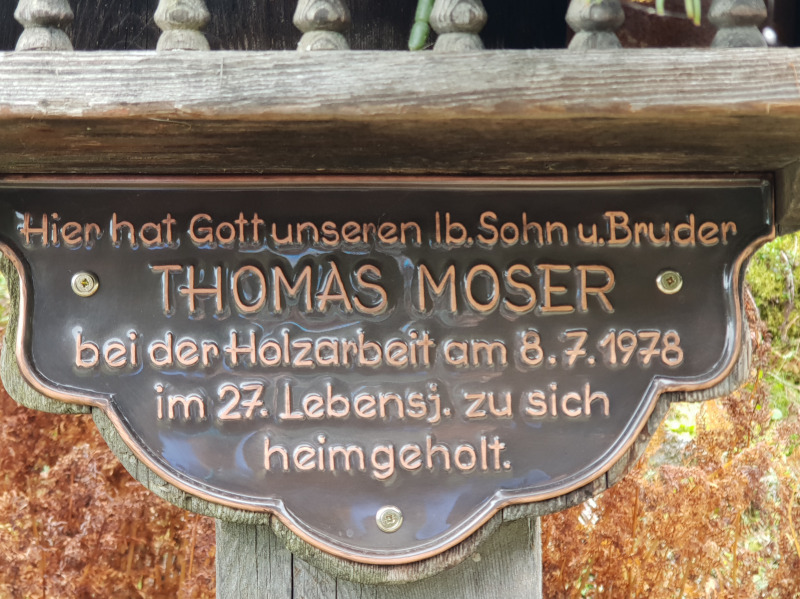 Hier hat Gott unseren lb. Sohn u. Bruder
THOMAS MOSER
bei der Holzarbeit am 8.7.1978
im 27. Lebensj. zu sich
heimgeholt.